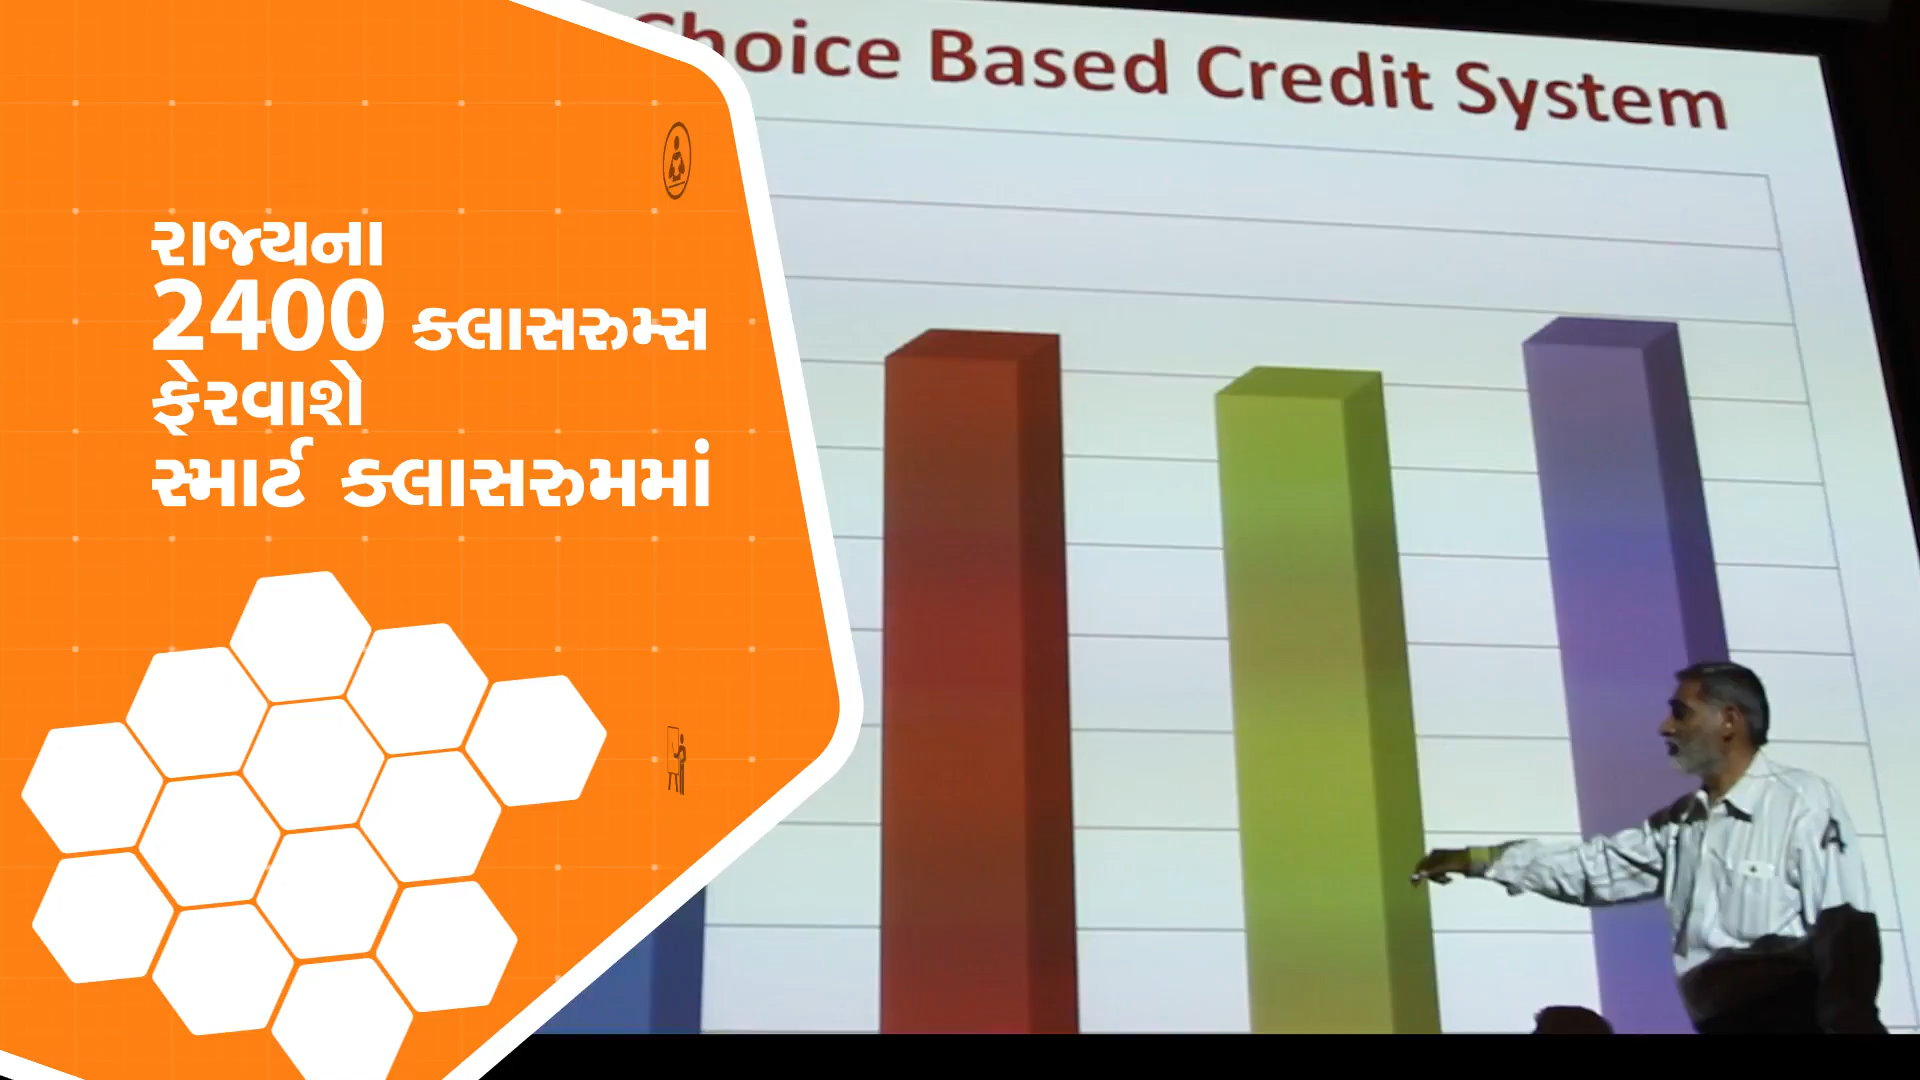 રાજ્યના
2400 ક્લાસરુમ્સ
ફેરવાશે
સ્માર્ટ ક્લાસરુમમાં
Choice Based Credit System